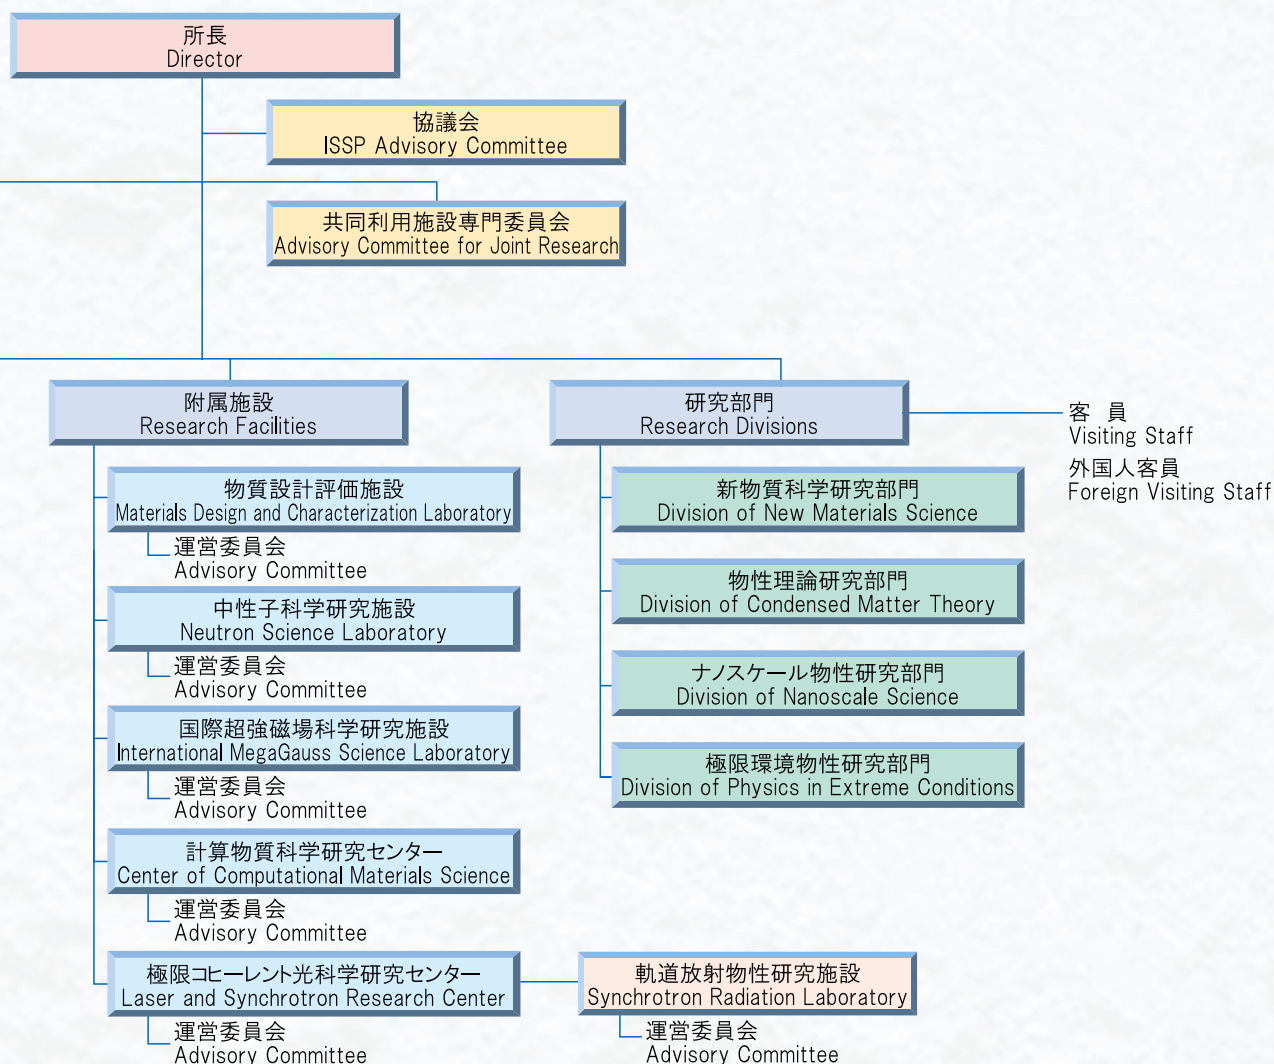 所長
Director
協議会
ISSP Advisory Committee
共同利用施設専門委員会
Advisory Committee for Joint Research
附属施設
Research Facilities
物質設計評価施設
Materials Design and Characterization Laboratory
運営委員会
Advisory Committee
中性子科学研究施設
Neutron Science Laboratory
運営委員会
Advisory Committee
国際超強磁場科学研究施設
International MegaGauss Science Laboratory
運営委員会
Advisory Committee
計算物質科学研究センター
Center of Computational Materials Science
運営委員会
Advisory Committee
極限コヒーレント光科学研究センター
Laser and Synchrotron Research Center
運営委員会
Advisory Committee
軌道放射物性研究施設
Synchrotron Radiation Laboratory
運営委員会
Advisory Committee
研究部門
Research Divisions
新物質科学研究部門
Division of New Materials Science
物性理論研究部門
Division of Condensed Matter Theory
ナノスケール物性研究部門
Division of Nanoscale Science
極限環境物性研究部門
Division of Physics in Extreme Conditions
客 員
Visiting Staff
外国人客員
Foreign Visiting Staff